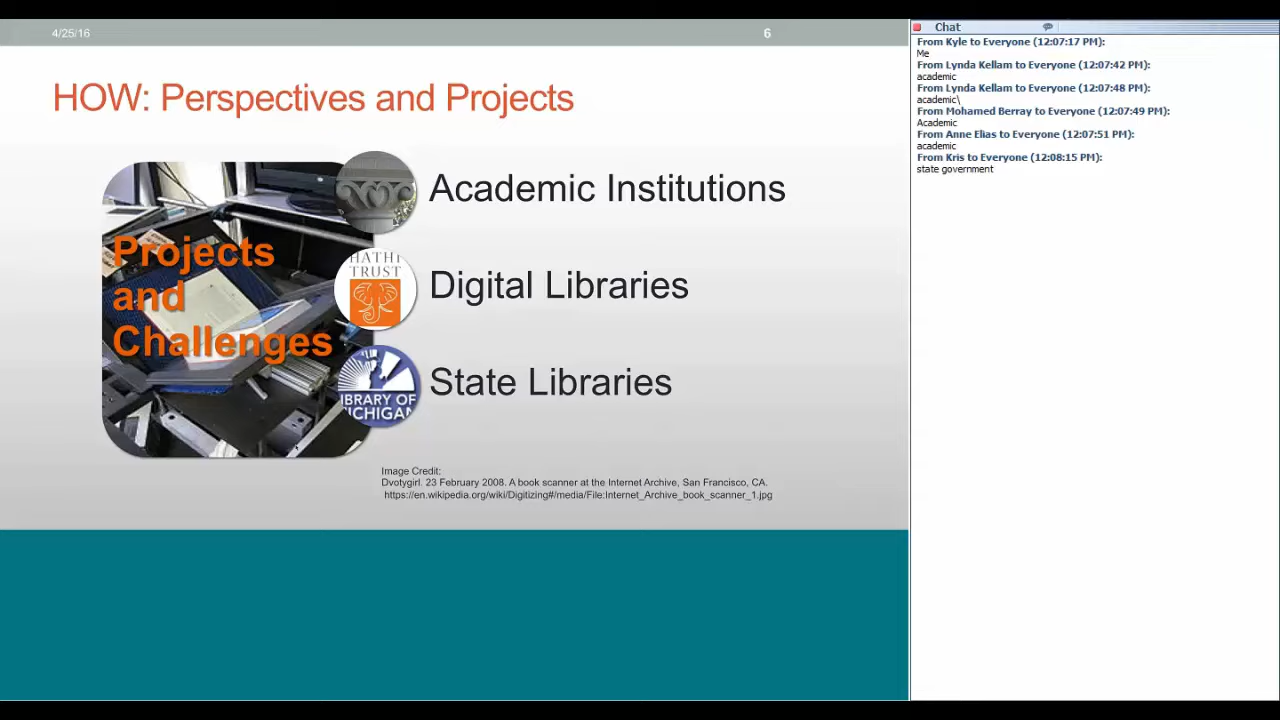 4/25/16
6
HOW: Perspectives and Projects
Projects
and
Challenges
Academic Institutions
HATHI
TRUST
Digital Libraries
LIBRARY OF
MICHIGAN
State Libraries
Image Credit:
Dvotygirl. 23 February 2008. A book scanner at the Internet Archive, San Francisco, CA.
https://en.wikipedia.org/wiki/Digitizing#/media/File:Internet_Archive_book_scanner_1.jpg
Chat
From Kyle to Everyone (12:07:17 PM):
Me
From Lynda Kellam to Everyone (12:07:42 PM):
academic
From Lynda Kellam to Everyone (12:07:48 PM):
academic\
From Mohamed Berray to Everyone (12:07:49 PM):
Academic
From Anne Elias to Everyone (12:07:51 PM):
academic
From Kris to Everyone (12:08:15 PM):
state government